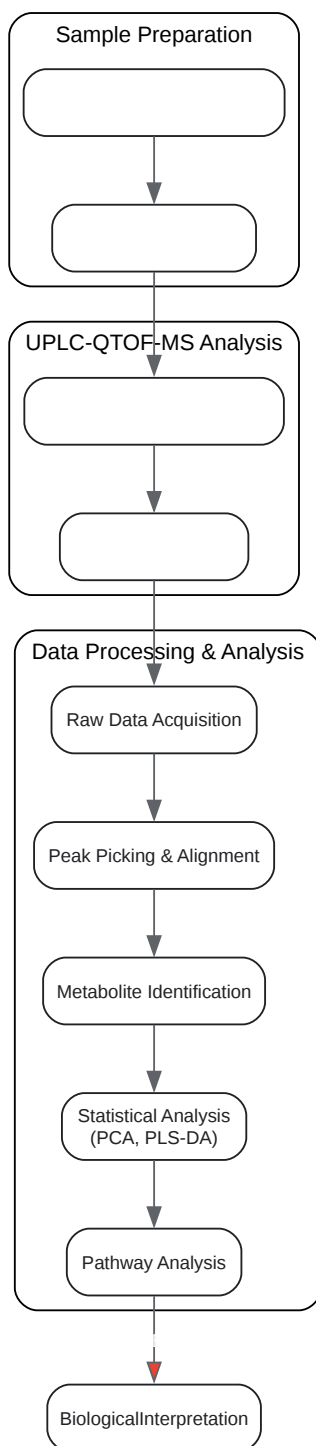 Sample Preparation
UPLC-QTOF-MS Analysis
Data Processing & Analysis
Raw Data Acquisition
Peak Picking & Alignment
Metabolite Identification
Statistical Analysis
(PCA, PLS-DA)
Pathway Analysis
BiologicalInterpretation